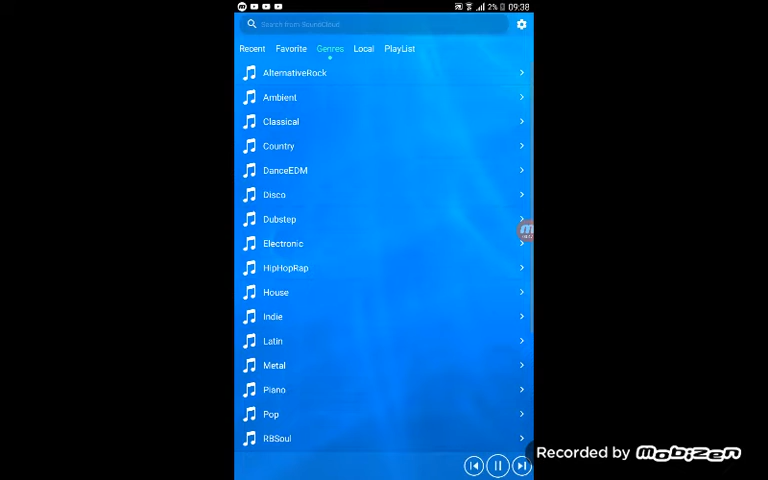 2% 09:38
Search from SoundCloud
Recent Favorite Genres Local PlayList
AlternativeRock
Ambient
Classical
Country
DanceEDM
Disco
Dubstep
Electronic
HipHopRap
House
Indie
Latin
Metal
Piano
Pop
RBSoul
Recorded by Mobizen